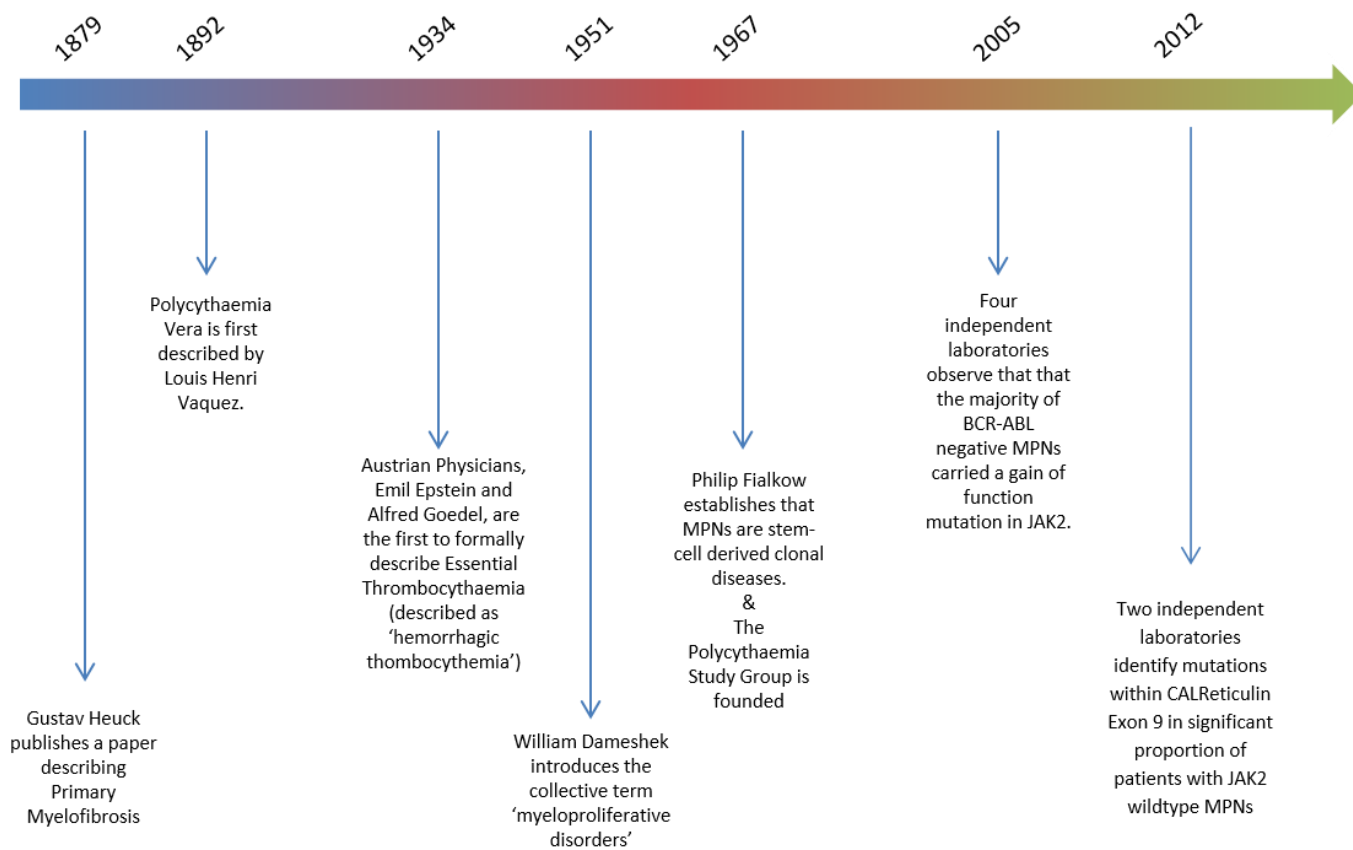 1879
1892
1934
1951
1967
2005
2012
Gustav Heuck
publishes a paper
describing
Primary
Myelofibrosis
Polycythaemia
Vera is first
described by
Louis Henri
Vaquez.
Austrian Physicians,
Emil Epstein and
Alfred Goedel, are
the first to formally
describe Essential
Thrombocythaemia
(described as
‘hemorrhagic
thombocythemia’)
William Dameshek
introduces the
collective term
‘myeloproliferative
disorders’
Philip Fialkow
establishes that
MPNs are stem-
cell derived clonal
diseases.
&
The
Polycythaemia
Study Group is
founded
Four
independent
laboratories
observe that that
the majority of
BCR-ABL
negative MPNs
carried a gain of
function
mutation in JAK2.
Two independent
laboratories
identify mutations
within CALReticulin
Exon 9 in significant
proportion of
patients with JAK2
wildtype MPNs